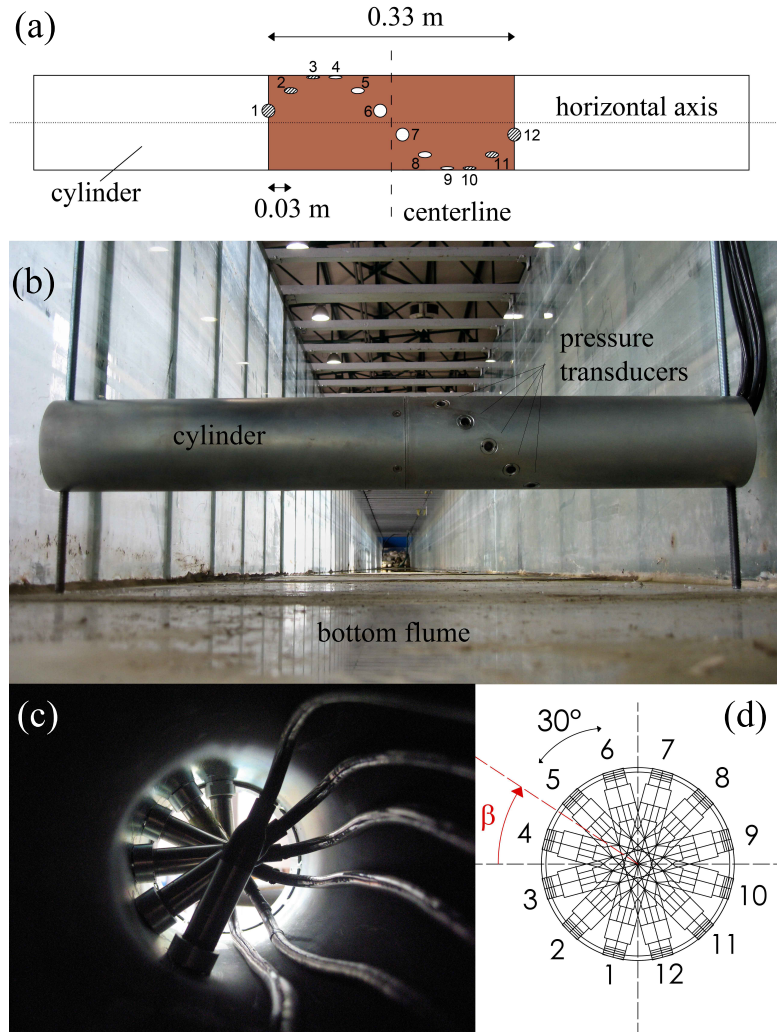 (a)
0.33 m
3 4
2 5
1 6
horizontal axis
7 12
8 11
9 10
cylinder
0.03 m
centerline
(b)
pressure
transducers
cylinder
bottom flume
(c)
(d)
30º
6 7
5 8
β
4 9
3 10
2 11
1 12